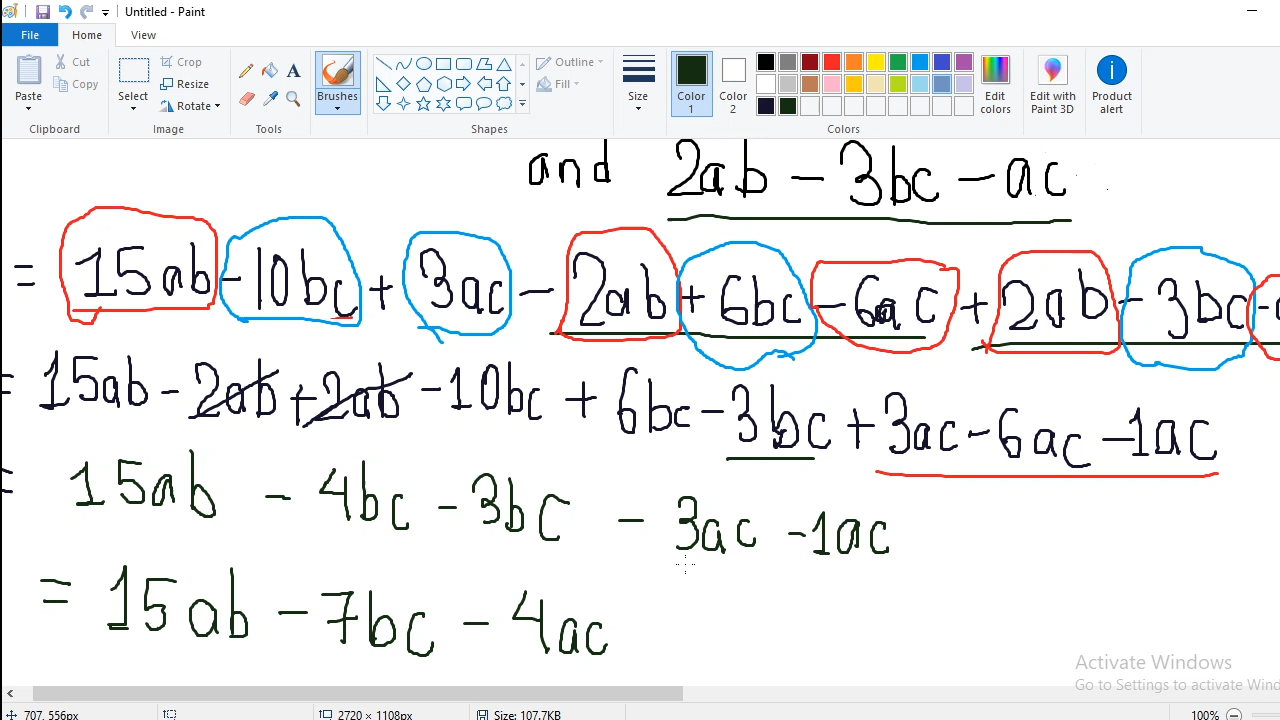 Untitled - Paint
File Home View
Paste Cut Copy Clipboard
Select Crop Resize Rotate Image
Tools
Brushes
Outline Fill Shapes
Size
Color 1 Color 2 Edit colors Colors
Edit with Paint 3D
Product alert
and 2ab - 3bc - ac
= 15ab - 10bc + 3ac - 2ab + 6bc - 6ac + 2ab - 3bc -
= 15ab - 2ab + 2ab - 10bc + 6bc - 3bc + 3ac - 6ac - 1ac
= 15ab - 4bc - 3bc - 3ac - 1ac
= 15ab - 7bc - 4ac
Activate Windows
Go to Settings to activate Wind
707, 556px 2720 × 1108px Size: 107.7KB 100%